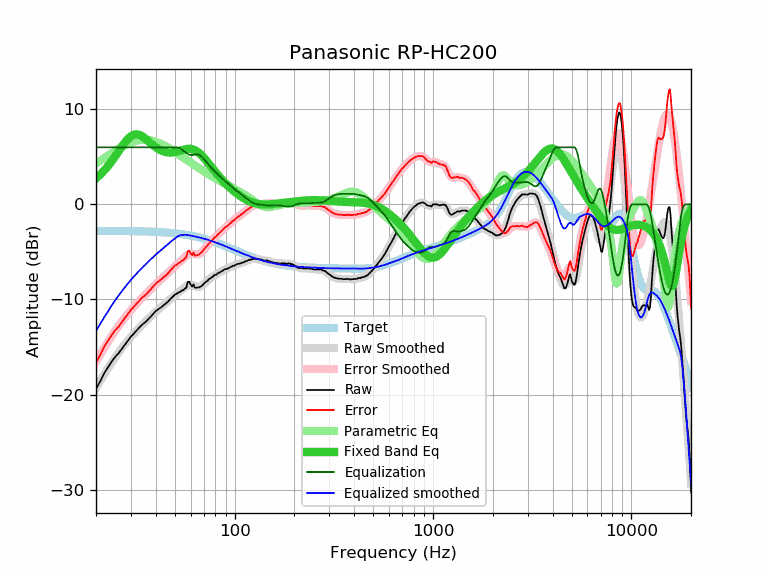 Panasonic RP-HC200
10
0
−10
−20
−30
Amplitude (dBr)
Target
Raw Smoothed
Error Smoothed
Raw
Error
Parametric Eq
Fixed Band Eq
Equalization
Equalized smoothed
100
1000
10000
Frequency (Hz)